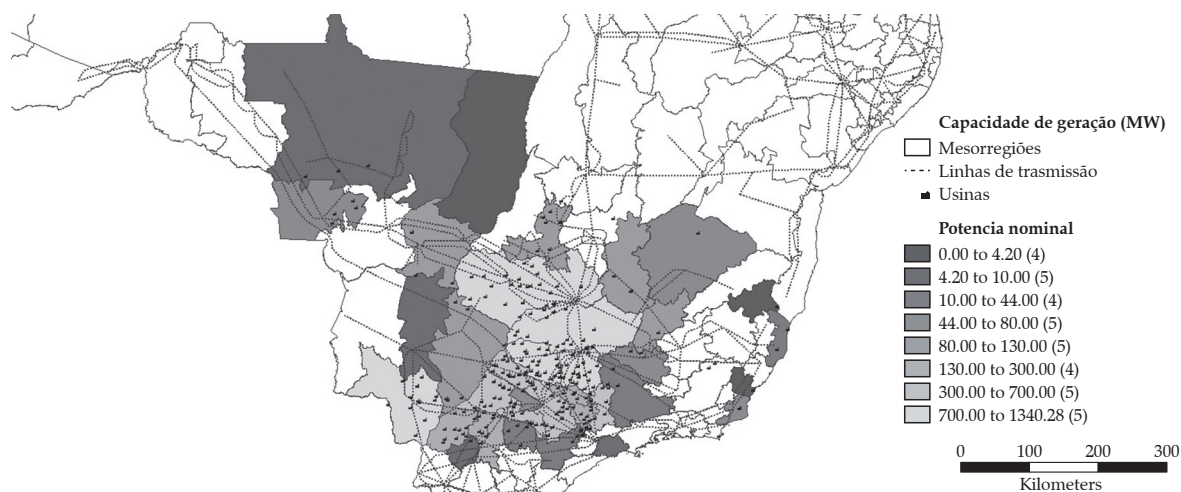 Capacidade de geração (MW)
Mesorregiões
Linhas de trasmissão
Usinas
Potencia nominal
0.00 to 4.20 (4)
4.20 to 10.00 (5)
10.00 to 44.00 (4)
44.00 to 80.00 (5)
80.00 to 130.00 (5)
130.00 to 300.00 (4)
300.00 to 700.00 (5)
700.00 to 1340.28 (5)
0 100 200 300
Kilometers